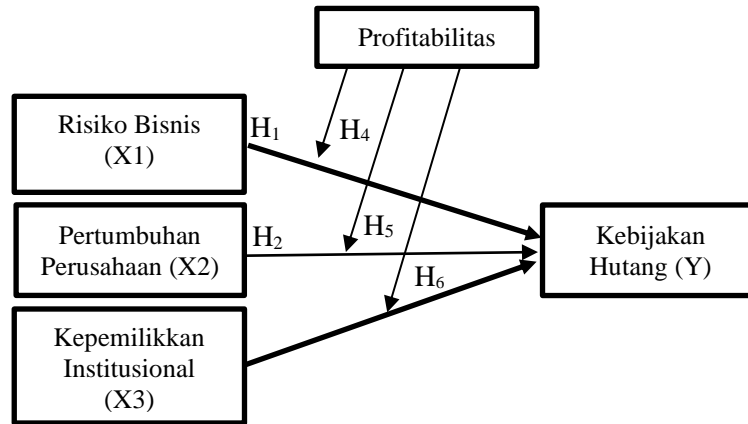 Profitabilitas
Risiko Bisnis
(X1)
H₁
H₄
Pertumbuhan
Perusahaan (X2)
H₂
H₅
Kebijakan
Hutang (Y)
H₆
Kepemilikkan
Institusional
(X3)